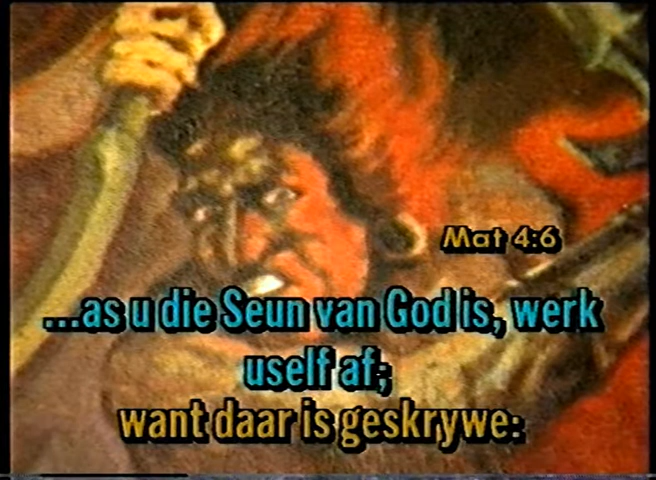 Mat 4:6
...as u die Seun van God is, werk
uself af;
want daar is geskrywe: